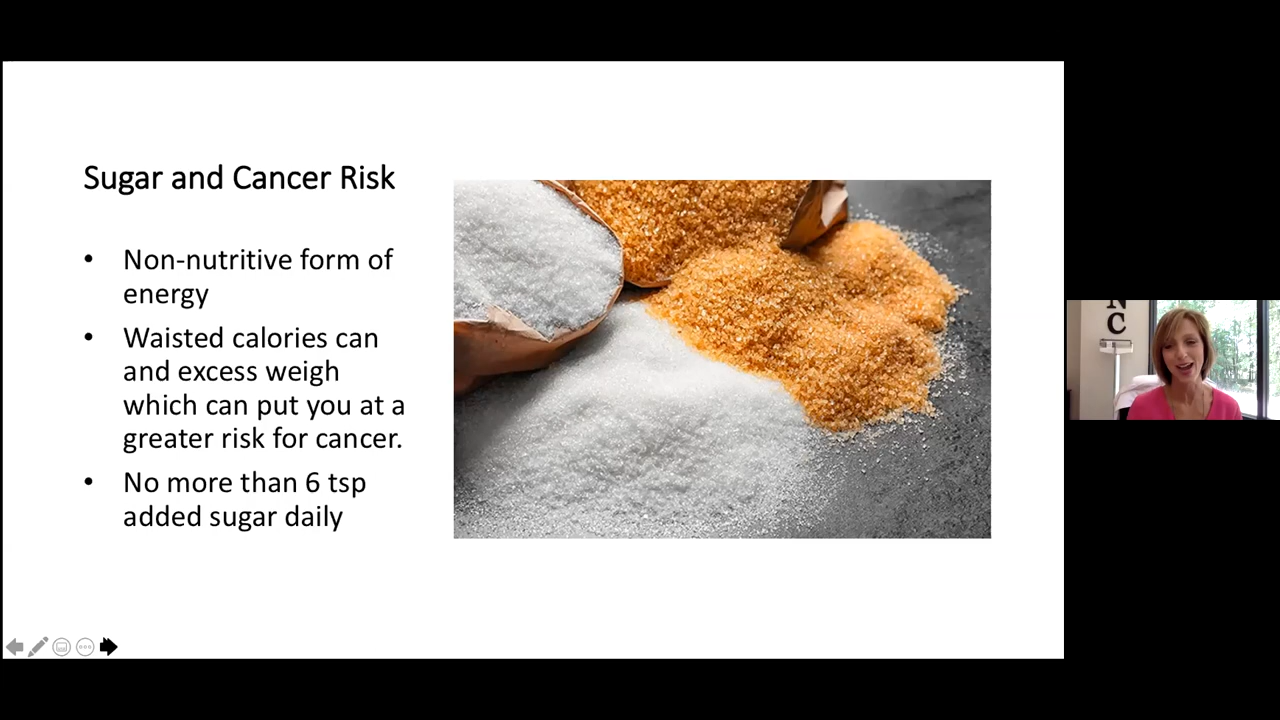 Sugar and Cancer Risk
• Non-nutritive form of
energy
• Waisted calories can
and excess weigh
which can put you at a
greater risk for cancer.
• No more than 6 tsp
added sugar daily
N
C